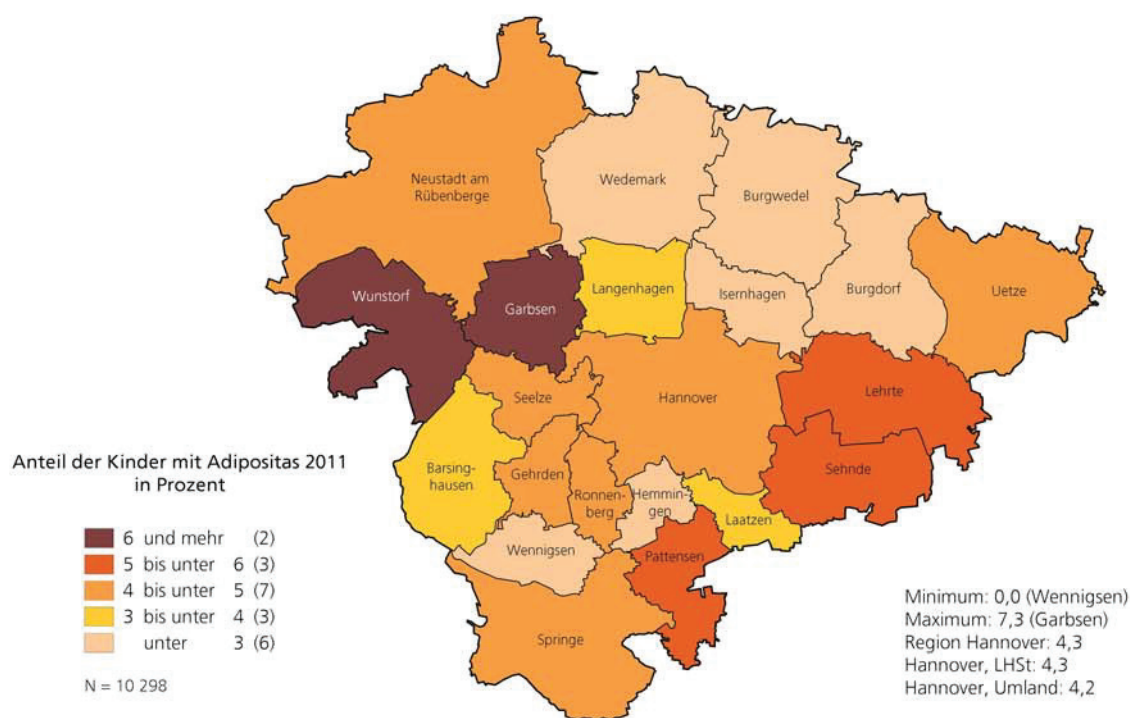 Neustadt am
Rübenberge
Wedemark
Burgwedel
Wunstorf
Garbsen
Langenhagen
Isernhagen
Burgdorf
Uetze
Seelze
Hannover
Lehrte
Barsing-
hausen
Gehrden
Ronnen-
berg
Hemmin-
gen
Laatzen
Sehnde
Wennigsen
Pattensen
Springe
Anteil der Kinder mit Adipositas 2011
in Prozent
6 und mehr (2)
5 bis unter 6 (3)
4 bis unter 5 (7)
3 bis unter 4 (3)
unter 3 (6)
N = 10 298
Minimum: 0,0 (Wennigsen)
Maximum: 7,3 (Garbsen)
Region Hannover: 4,3
Hannover, LHSt: 4,3
Hannover, Umland: 4,2